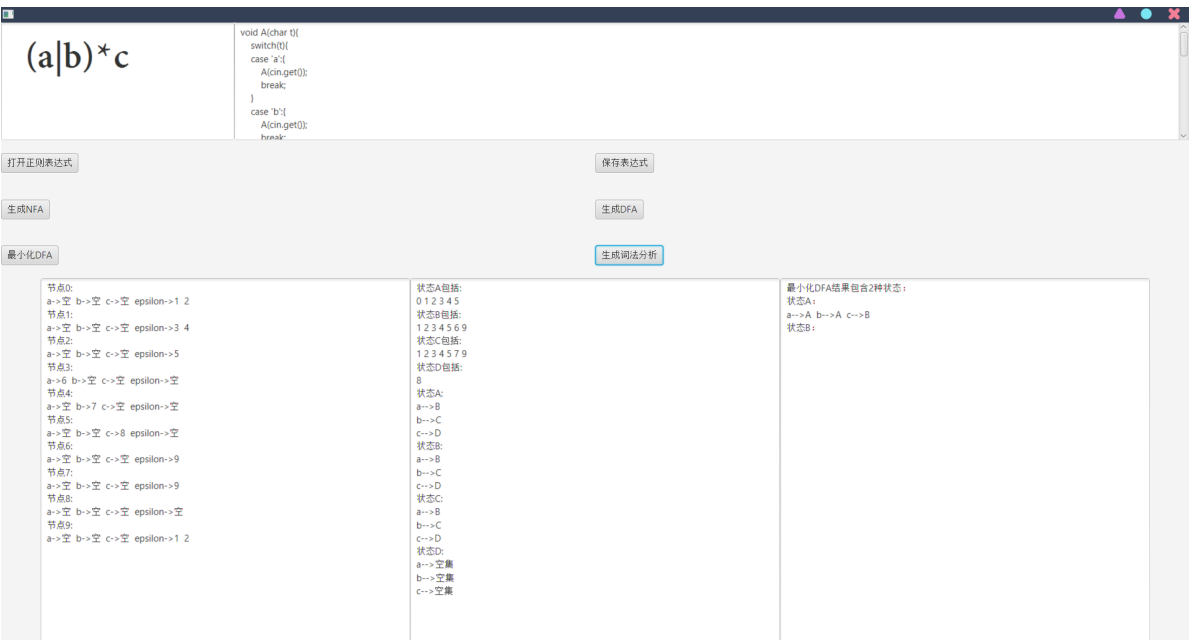 (a|b)*c
void A(char t){
switch(t){
case 'a':{
A(cin.get());
break;
}
case 'b':{
A(cin.get());
break;
打开正则表达式
保存表达式
生成NFA
生成DFA
最小化DFA
生成词法分析
节点0:
a->空 b->空 c->空 epsilon->1 2
节点1:
a->空 b->空 c->空 epsilon->3 4
节点2:
a->空 b->空 c->空 epsilon->5
节点3:
a->6 b->空 c->空 epsilon->空
节点4:
a->空 b->7 c->空 epsilon->空
节点5:
a->空 b->空 c->8 epsilon->空
节点6:
a->空 b->空 c->空 epsilon->9
节点7:
a->空 b->空 c->空 epsilon->9
节点8:
a->空 b->空 c->空 epsilon->空
节点9:
a->空 b->空 c->空 epsilon->1 2
状态A包括:
0 1 2 3 4 5
状态B包括:
1 2 3 4 5 6 9
状态C包括:
1 2 3 4 5 7 9
状态D包括:
8
状态A:
a-->B
b-->C
c-->D
状态B:
a-->B
b-->C
c-->D
状态C:
a-->B
b-->C
c-->D
状态D:
a-->空集
b-->空集
c-->空集
最小化DFA结果包含2种状态：
状态A：
a-->A b-->A c-->B
状态B：